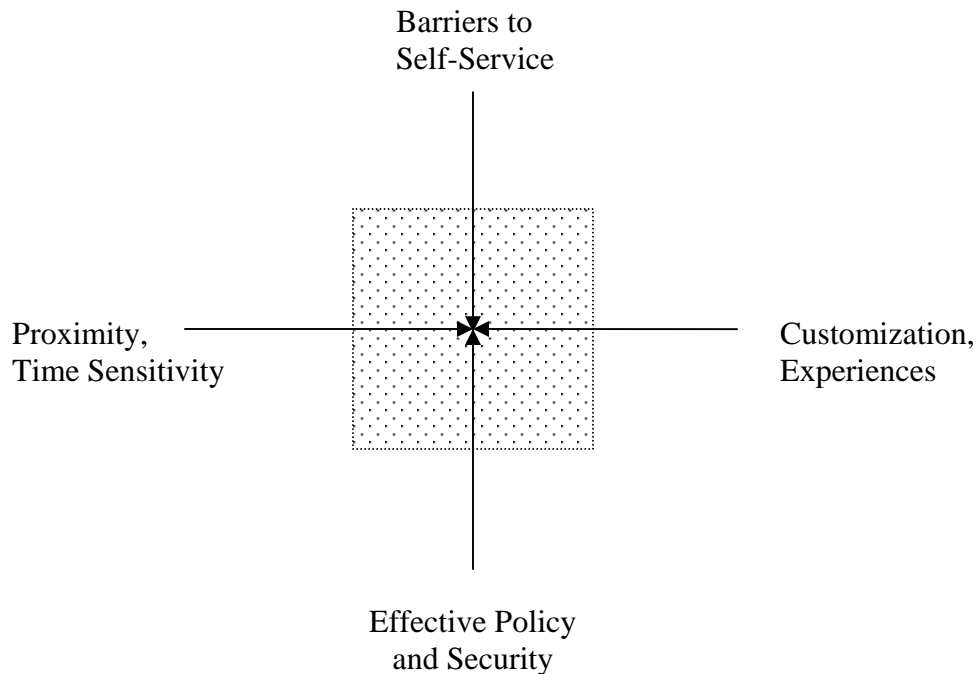 Barriers to
Self-Service
Proximity,
Time Sensitivity
Customization,
Experiences
Effective Policy
and Security